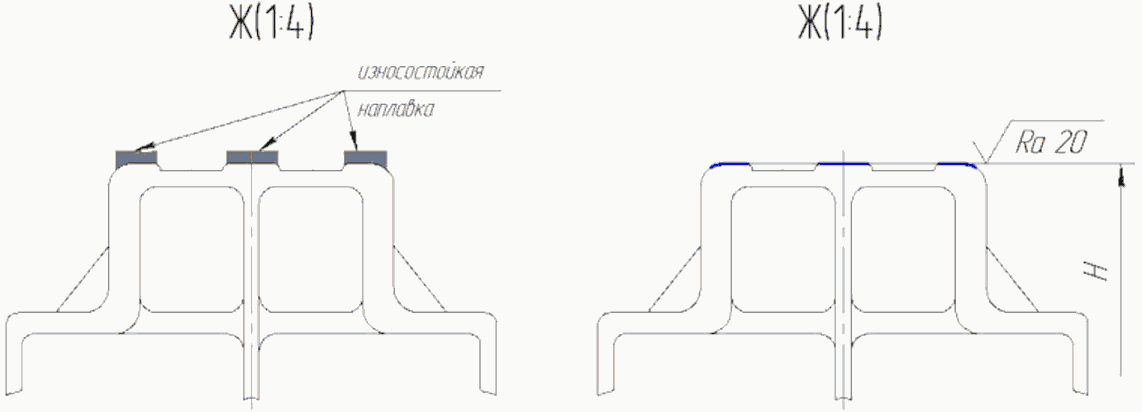 Ж(1:4)
Ж(1:4)
износостойкая
наплавка
Ra 20
H